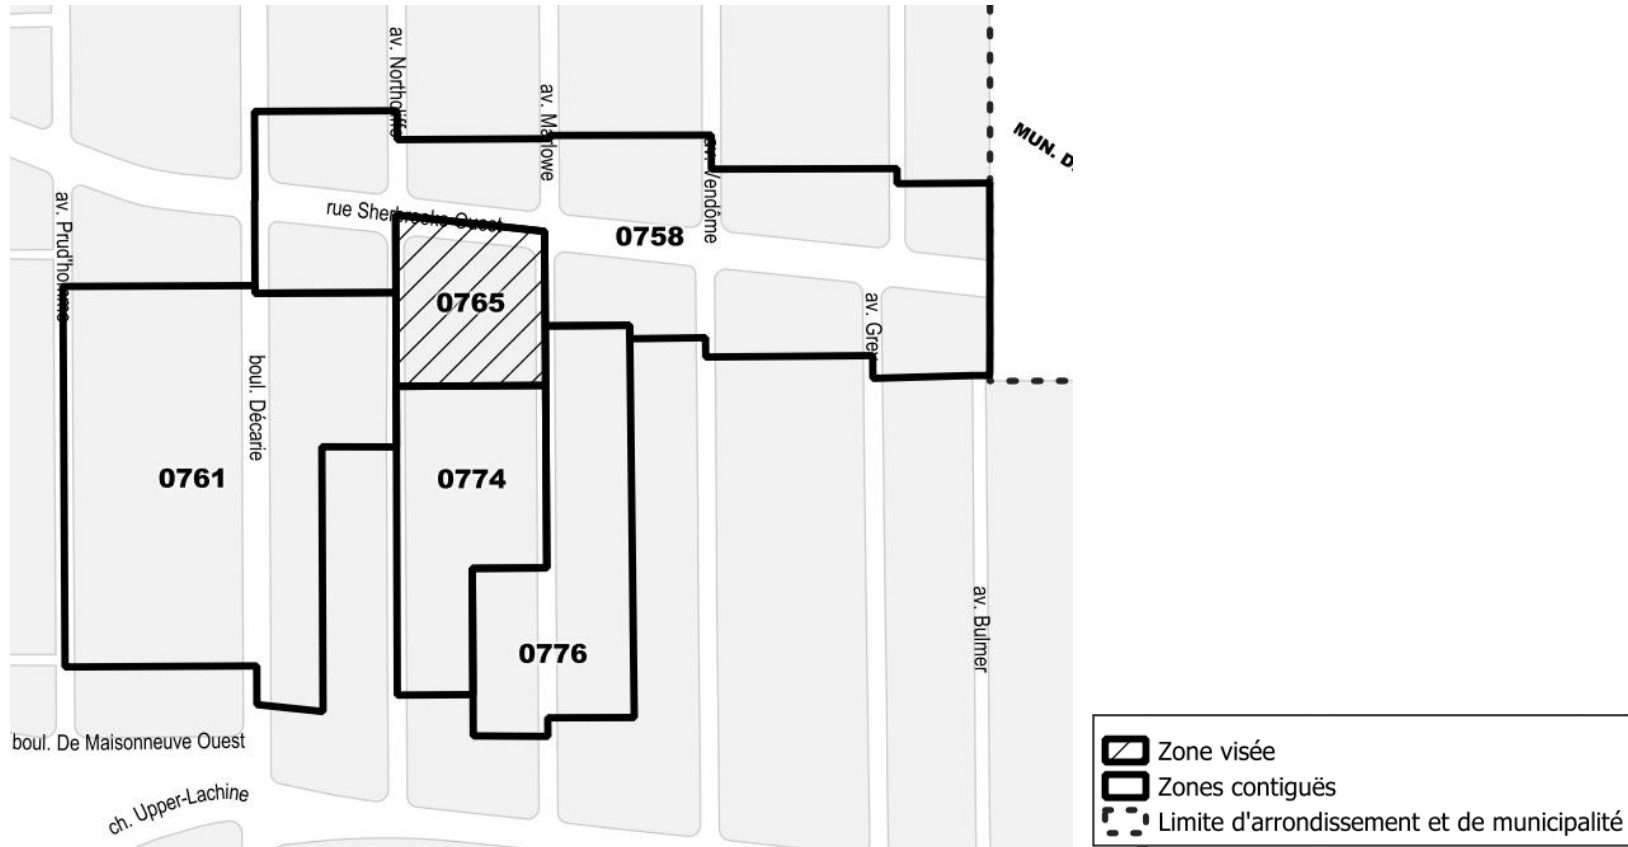 av. Northcliffe
av. Marlowe
MUN. D
av. Vendôme
av. Prud"homme
rue Sherbrooke Ouest
0758
0765
av. Grey
boul. Décarie
0761
0774
av. Bulmer
0776
boul. De Maisonneuve Ouest
ch. Upper-Lachine
Zone visée
Zones contiguës
Limite d'arrondissement et de municipalité